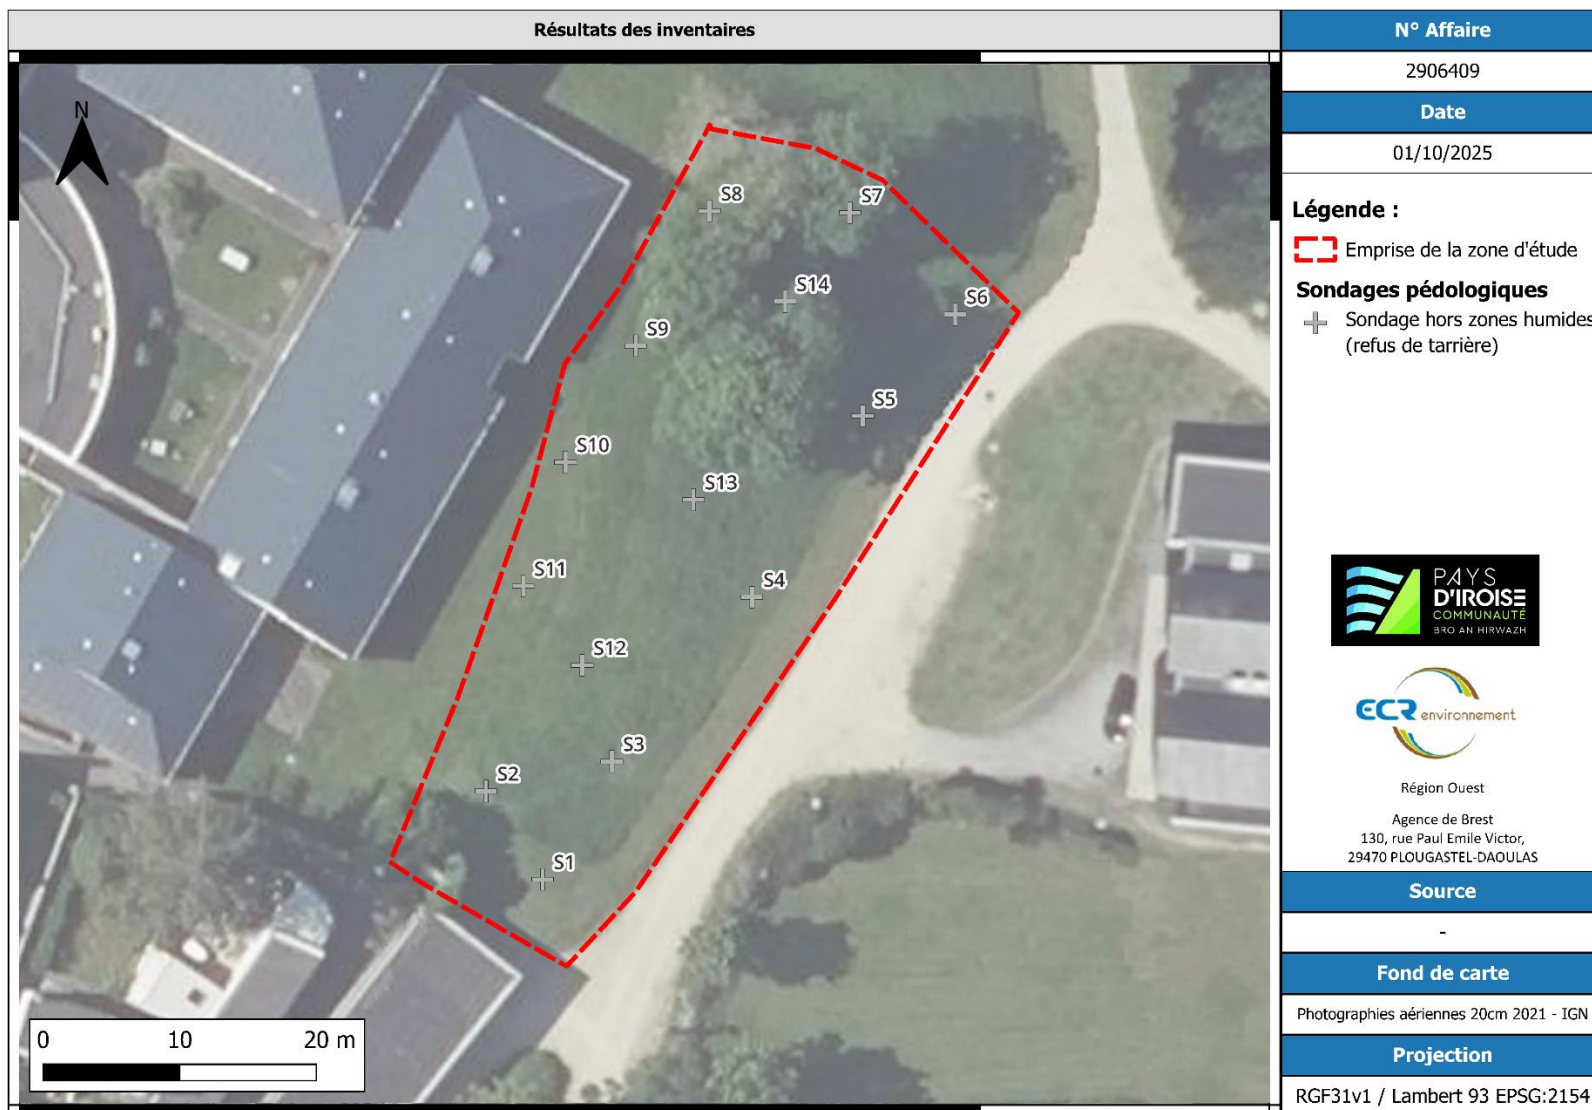 Résultats des inventaires
N
S8
S7
S14
S6
S9
S5
S10
S13
S11
S4
S12
S3
S2
S1
0 10 20 m
N° Affaire
2906409
Date
01/10/2025
Légende :
Emprise de la zone d'étude
Sondages pédologiques
Sondage hors zones humides
(refus de tarrière)
PAYS
D'IROISE
COMMUNAUTÉ
BRO AN HIRWAZH
ECR environnement
Région Ouest
Agence de Brest
130, rue Paul Emile Victor,
29470 PLOUGASTEL-DAOULAS
Source
-
Fond de carte
Photographies aériennes 20cm 2021 - IGN
Projection
RGF31v1 / Lambert 93 EPSG:2154